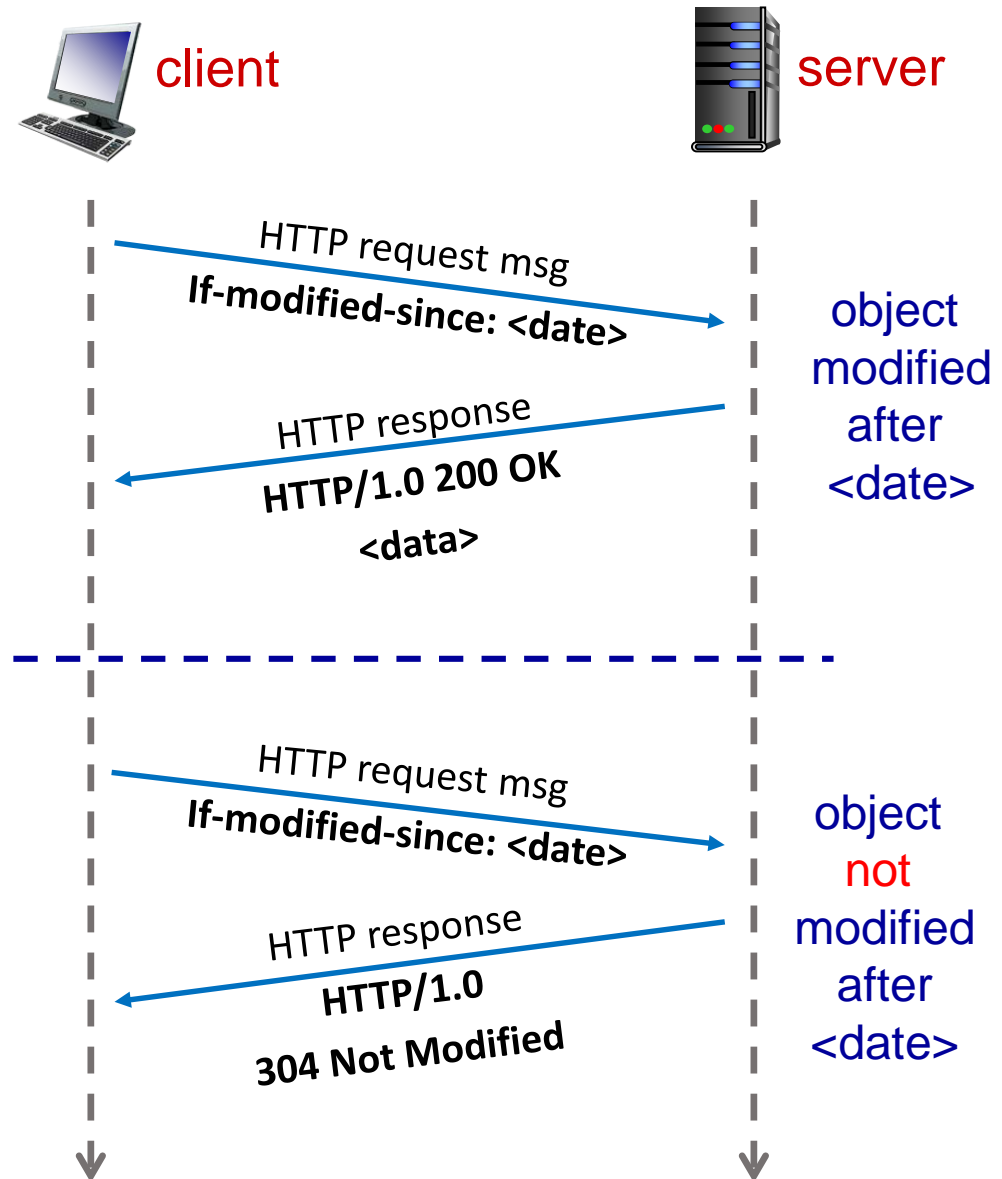 client
server
HTTP request msg
If-modified-since: <date>
object
modified
after
<date>
HTTP response
HTTP/1.0 200 OK
<data>
HTTP request msg
If-modified-since: <date>
object
not
modified
after
<date>
HTTP response
HTTP/1.0
304 Not Modified